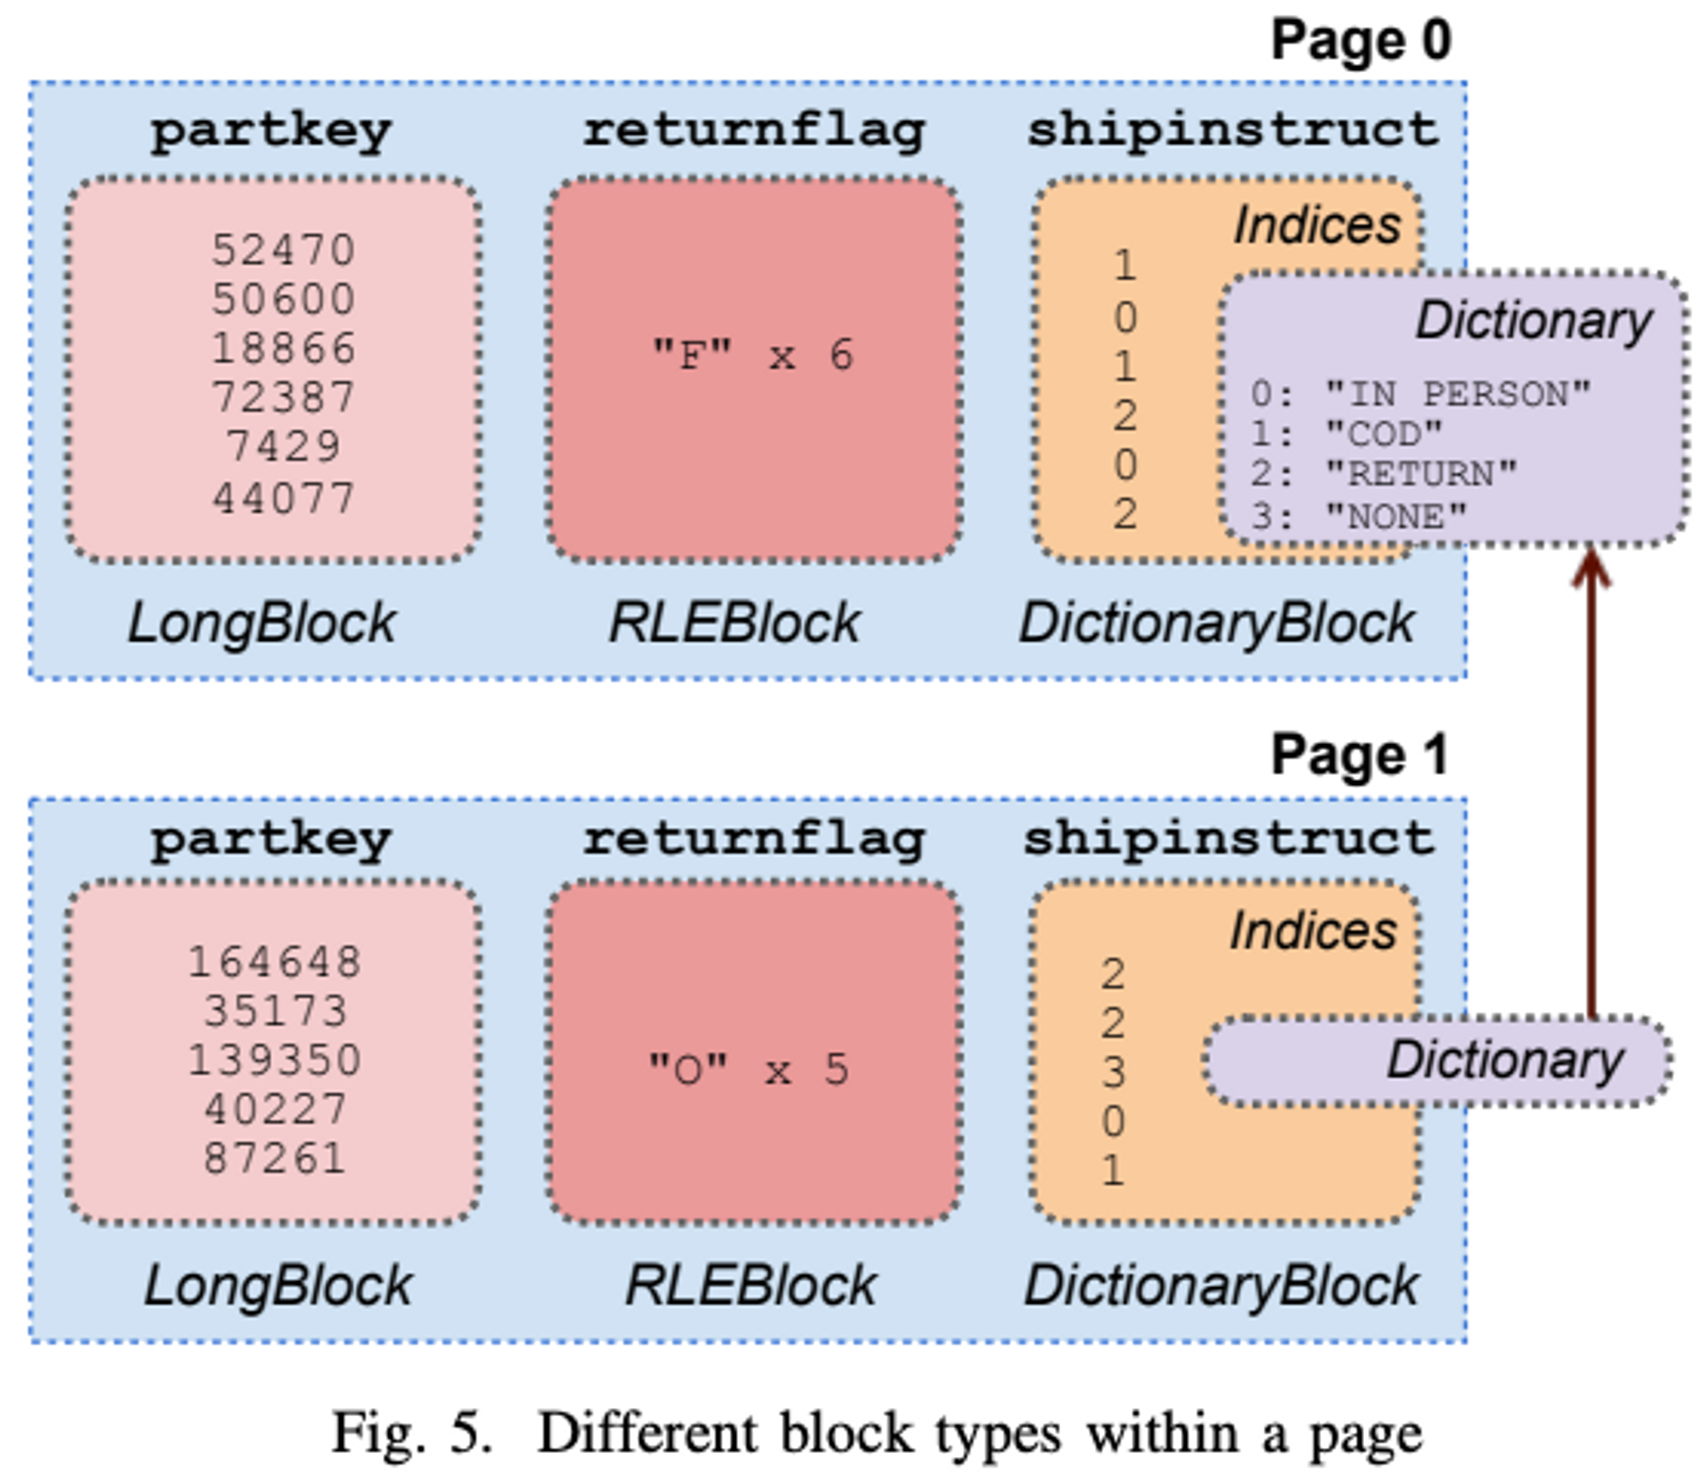 Page 0
partkey
returnflag
shipinstruct
52470
50600
18866
72387
7429
44077
"F" x 6
Indices
1
0
1
2
0
2
Dictionary
0: "IN PERSON"
1: "COD"
2: "RETURN"
3: "NONE"
LongBlock
RLEBlock
DictionaryBlock
Page 1
partkey
returnflag
shipinstruct
164648
35173
139350
40227
87261
"O" x 5
Indices
2
2
3
0
1
Dictionary
LongBlock
RLEBlock
DictionaryBlock
Fig. 5. Different block types within a page